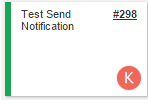 Test Send #298
Notification
K